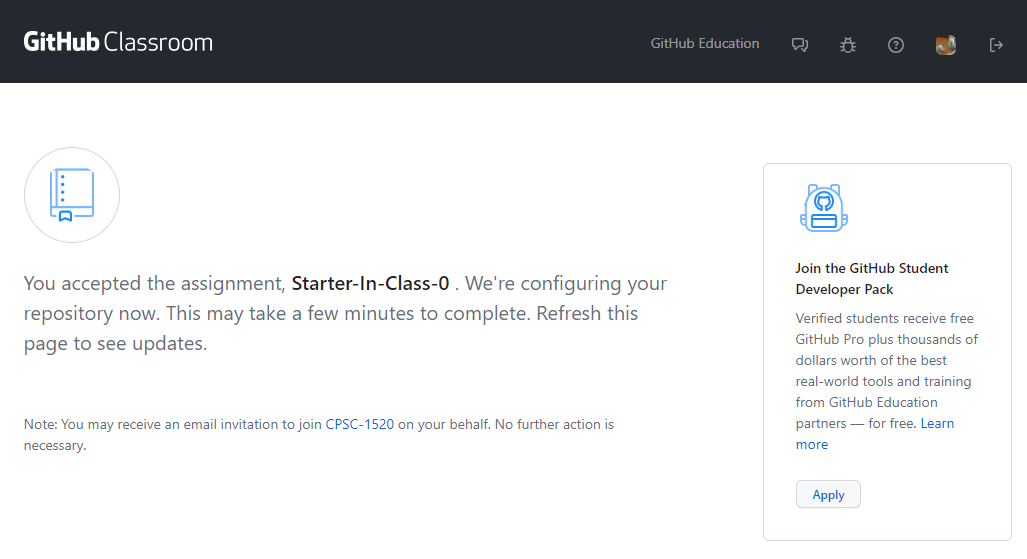 GitHub Classroom
GitHub Education
You accepted the assignment, Starter-In-Class-0 . We're configuring your
repository now. This may take a few minutes to complete. Refresh this
page to see updates.
Note: You may receive an email invitation to join CPSC-1520 on your behalf. No further action is
necessary.
Join the GitHub Student
Developer Pack
Verified students receive free
GitHub Pro plus thousands of
dollars worth of the best
real-world tools and training
from GitHub Education
partners — for free. Learn
more
Apply